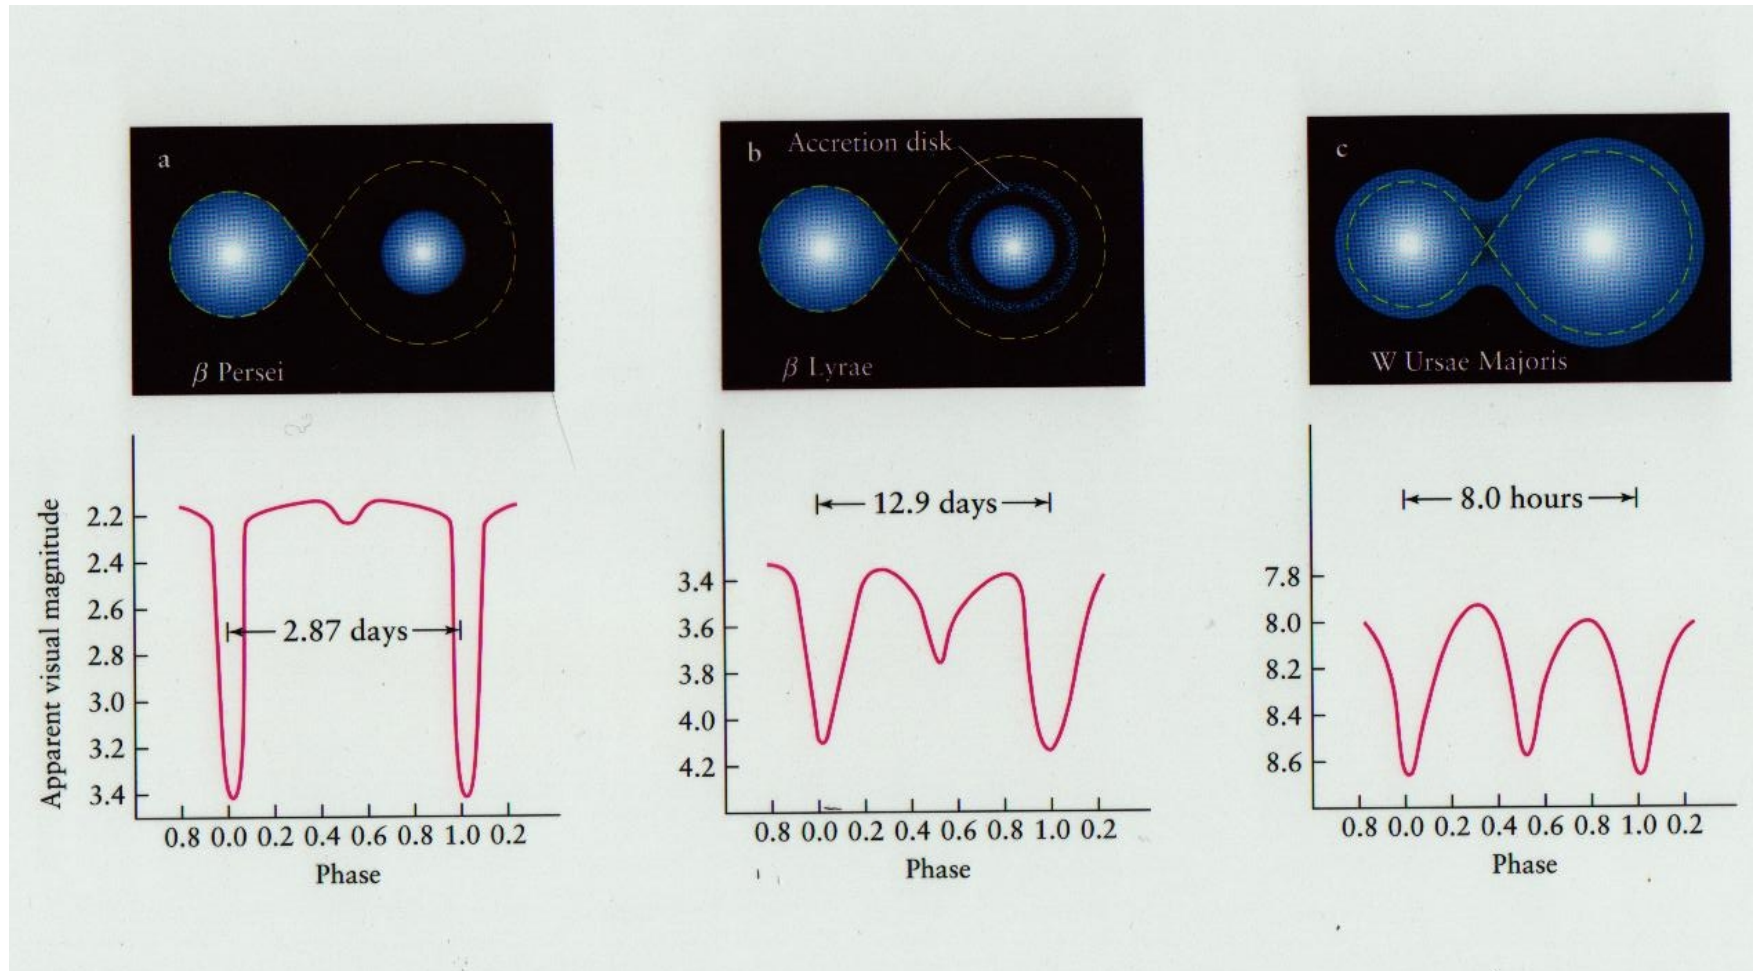 a
β Persei
b
Accretion disk
β Lyrae
c
W Ursae Majoris
Apparent visual magnitude
2.2
2.4
2.6
2.8
3.0
3.2
3.4
2.87 days
0.8 0.0 0.2 0.4 0.6 0.8 1.0 0.2
Phase
12.9 days
3.4
3.6
3.8
4.0
4.2
0.8 0.0 0.2 0.4 0.6 0.8 1.0 0.2
Phase
8.0 hours
7.8
8.0
8.2
8.4
8.6
0.8 0.0 0.2 0.4 0.6 0.8 1.0 0.2
Phase